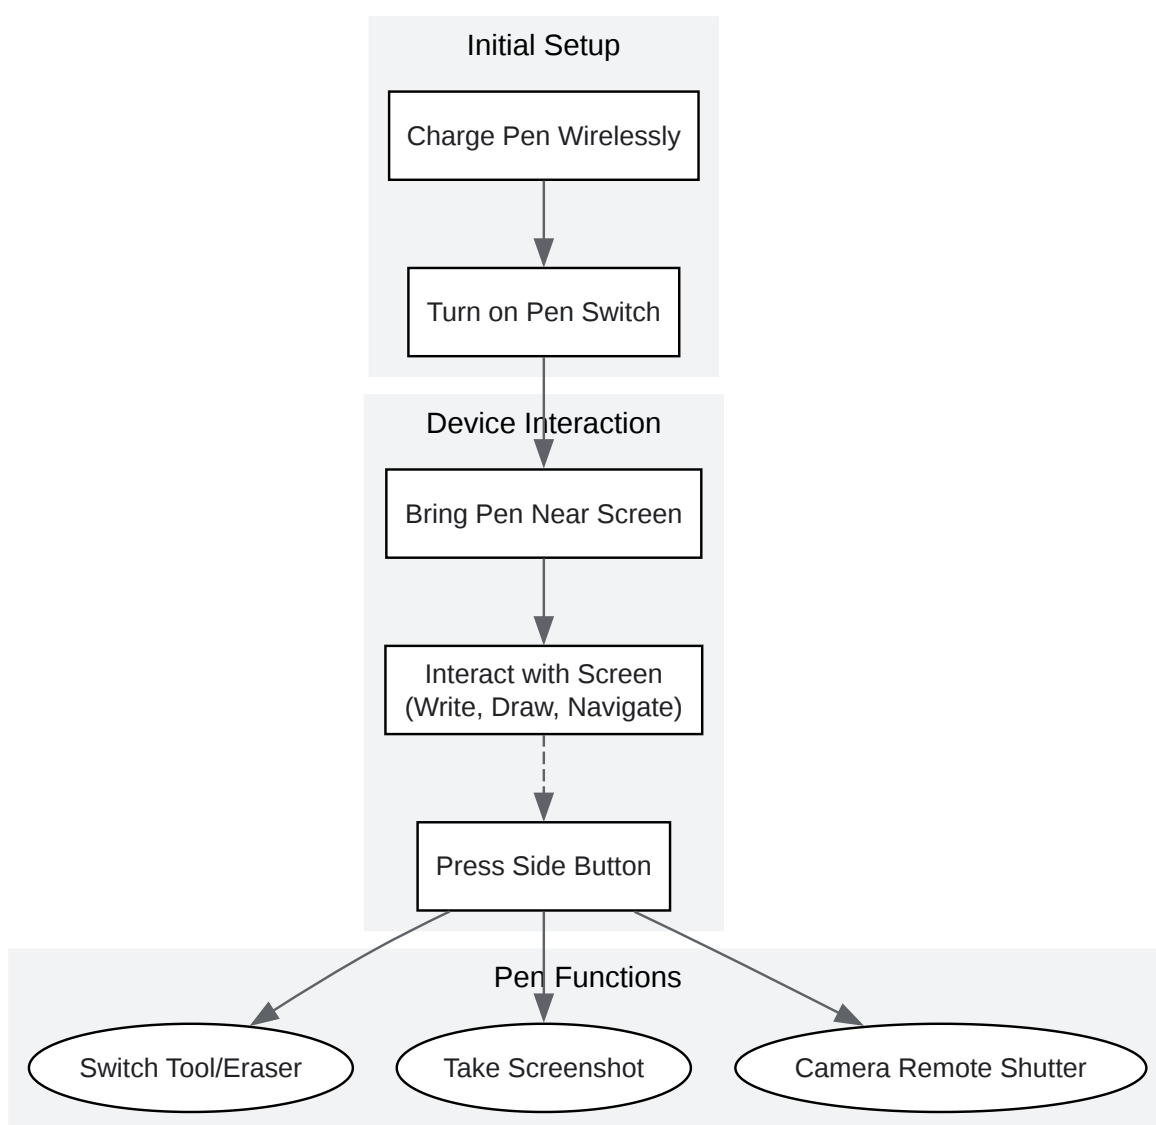 Initial Setup
Charge Pen Wirelessly
Turn on Pen Switch
Device Interaction
Bring Pen Near Screen
Interact with Screen
(Write, Draw, Navigate)
Press Side Button
Pen Functions
Switch Tool/Eraser
Take Screenshot
Camera Remote Shutter